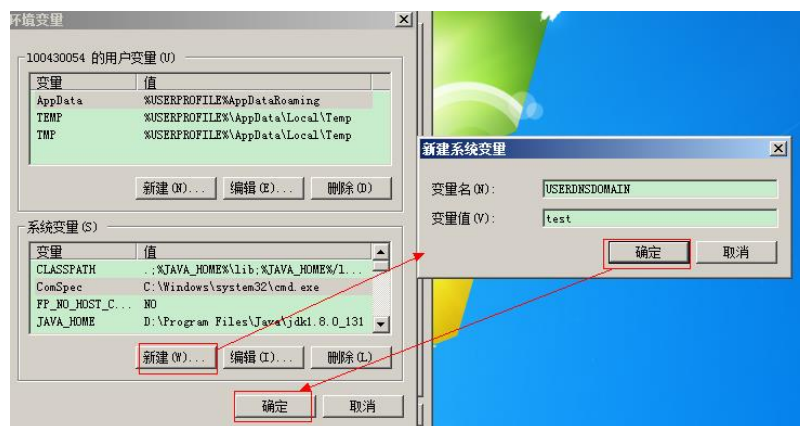 环境变量
100430054 的用户变量(U)
变量 值
AppData %USERPROFILE%AppDataRoaming
TEMP %USERPROFILE%\AppData\Local\Temp
TMP %USERPROFILE%\AppData\Local\Temp
新建(N)... 编辑(E)... 删除(D)
系统变量(S)
变量 值
CLASSPATH .;%JAVA_HOME%\lib;%JAVA_HOME%/l...
ComSpec C:\Windows\system32\cmd.exe
FP_NO_HOST_C... NO
JAVA_HOME D:\Program Files\Java\jdk1.8.0_131
新建(W)... 编辑(I)... 删除(L)
确定 取消
新建系统变量
变量名(N): USERDNSDOMAIN
变量值(V): test
确定 取消